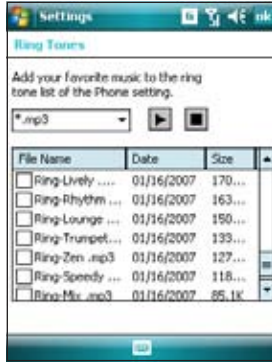 Settings ok
Ring Tones
Add your favorite music to the ring
tone list of the Phone setting.
*.mp3
File Name Date Size
Ring-Lively .... 01/16/2007 170...
Ring-Rhythm ... 01/16/2007 163...
Ring-Lounge ... 01/16/2007 150...
Ring-Trumpet... 01/16/2007 133...
Ring-Zen .mp3 01/16/2007 127...
Ring-Speedy ... 01/16/2007 118...
Ring-Mix .mp3 01/16/2007 85.1K